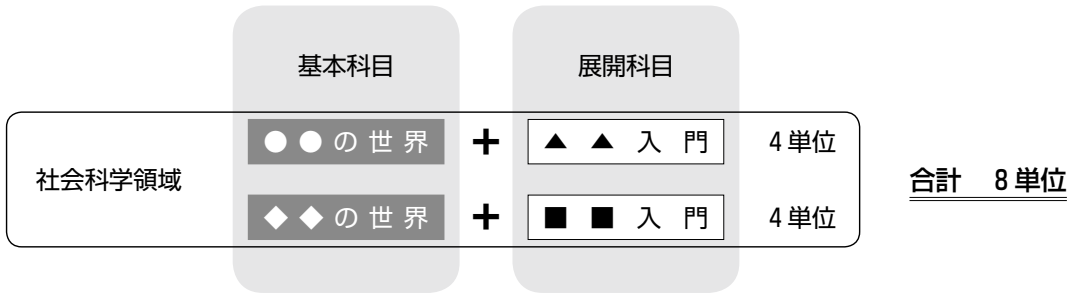 基本科目 展開科目
●●の世界 + ▲▲入門 4単位
社会科学領域
合計 8単位
◆◆の世界 + ■■入門 4単位